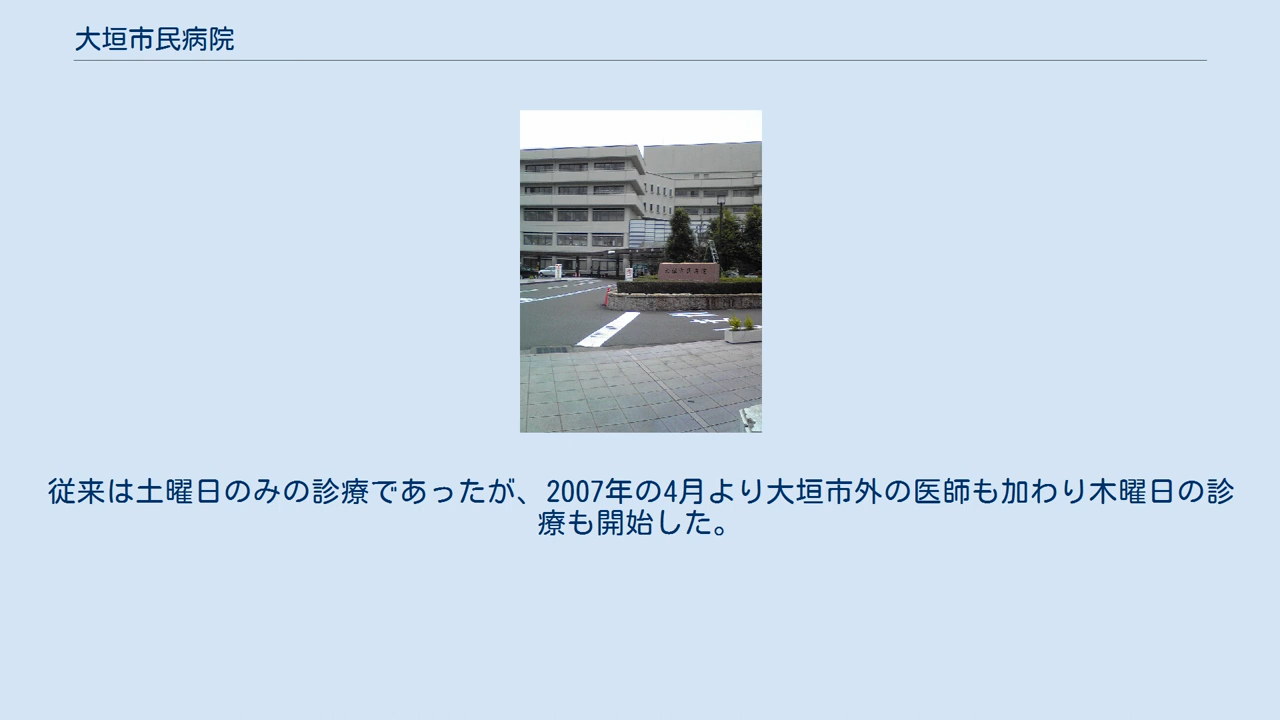 大垣市民病院
従来は土曜日のみの診療であったが、2007年の4月より大垣市外の医師も加わり木曜日の診
療も開始した。